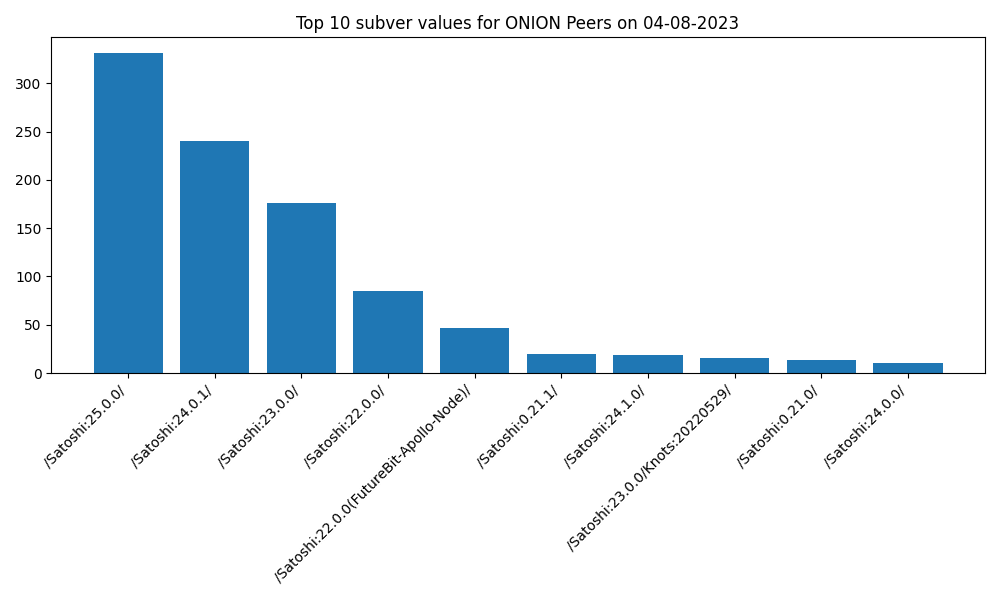 Top 10 subver values for ONION Peers on 04-08-2023
300
250
200
150
100
50
0
/Satoshi:25.0.0/
/Satoshi:24.0.1/
/Satoshi:23.0.0/
/Satoshi:22.0.0/
/Satoshi:22.0.0(FutureBit-Apollo-Node)/
/Satoshi:0.21.1/
/Satoshi:24.1.0/
/Satoshi:23.0.0/Knots:20220529/
/Satoshi:0.21.0/
/Satoshi:24.0.0/